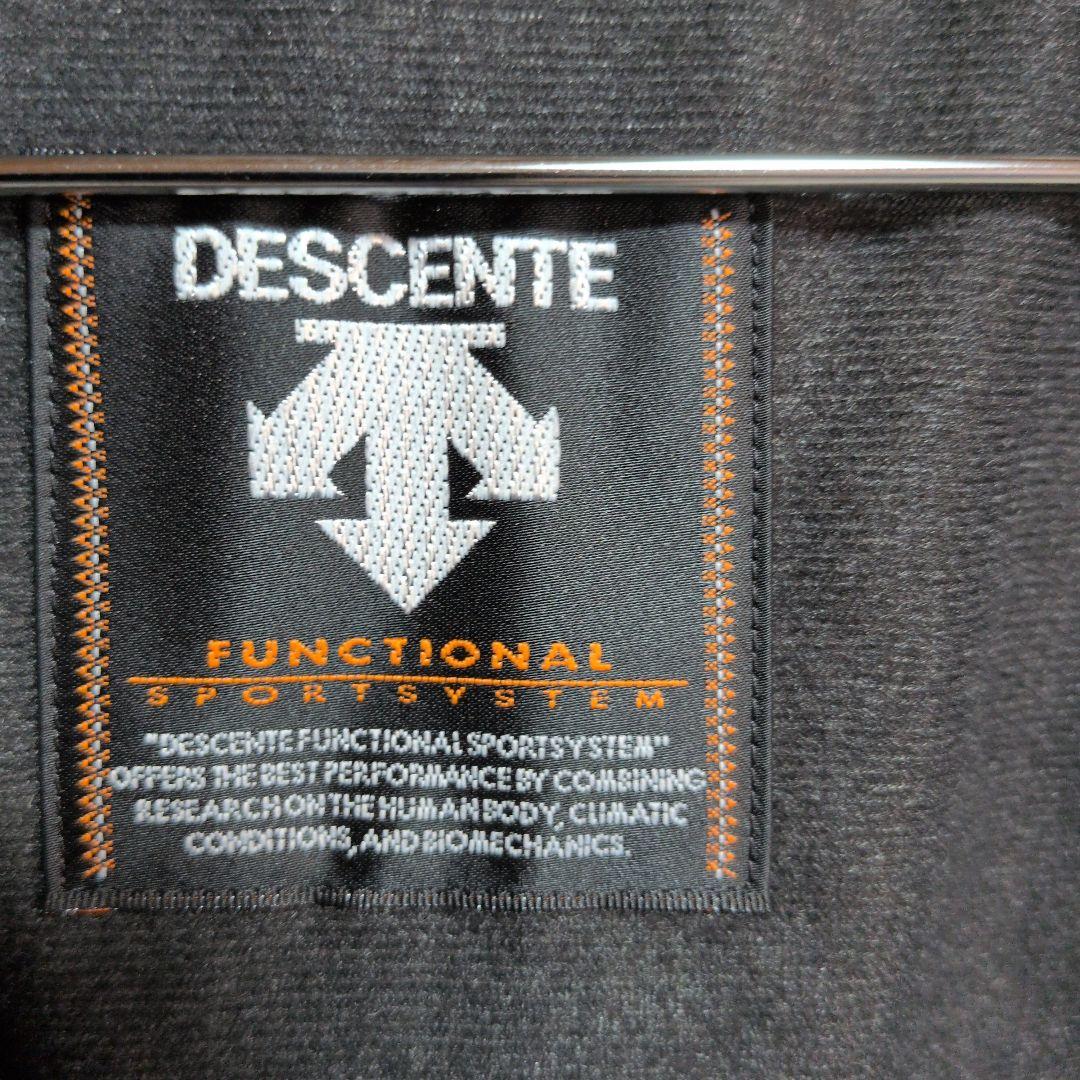 DESCENTE
FUNCTIONAL
SPORTSYSTEM
"DESCENTE FUNCTIONAL SPORTSYSTEM"
OFFERS THE BEST PERFORMANCE BY COMBINING
RESEARCH ON THE HUMAN BODY, CLIMATIC
CONDITIONS, AND BIOMECHANICS.